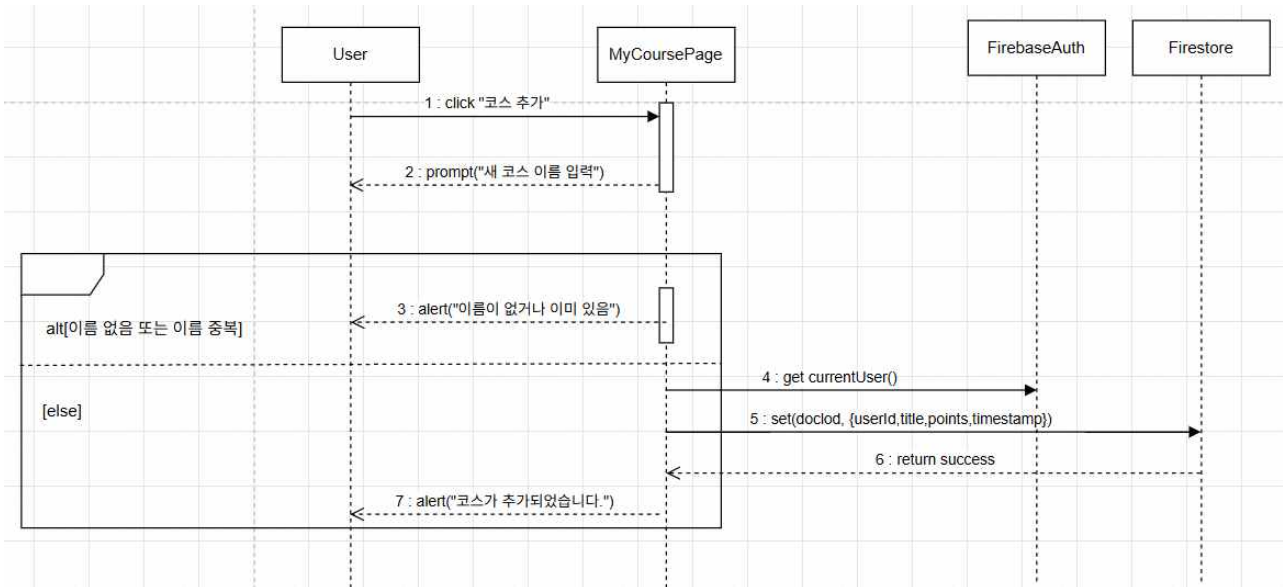 User
MyCoursePage
FirebaseAuth
Firestore
1 : click "코스 추가"
2 : prompt("새 코스 이름 입력")
3 : alert("이름이 없거나 이미 있음")
alt[이름 없음 또는 이름 중복]
4 : get currentUser()
[else]
5 : set(doclod, {userId,title,points,timestamp})
6 : return success
7 : alert("코스가 추가되었습니다.")